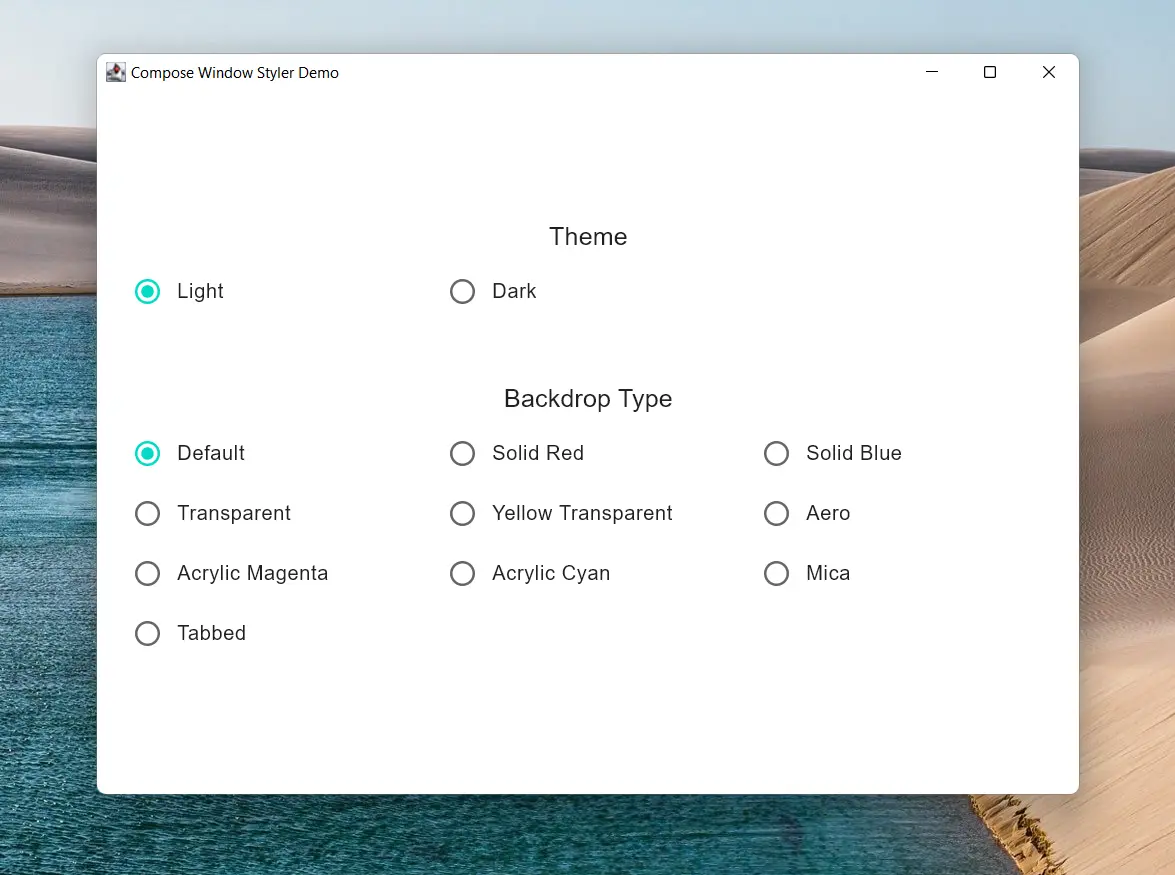 Compose Window Styler Demo
Theme
Light Dark
Backdrop Type
Default Solid Red Solid Blue
Transparent Yellow Transparent Aero
Acrylic Magenta Acrylic Cyan Mica
Tabbed